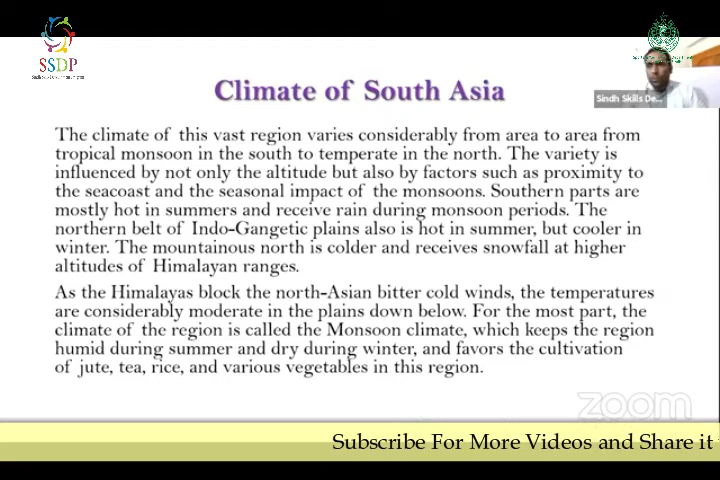 SSDP
Climate of South Asia
Sindh Skills De...
The climate of this vast region varies considerably from area to area from
tropical monsoon in the south to temperate in the north. The variety is
influenced by not only the altitude but also by factors such as proximity to
the seacoast and the seasonal impact of the monsoons. Southern parts are
mostly hot in summers and receive rain during monsoon periods. The
northern belt of Indo-Gangetic plains also is hot in summer, but cooler in
winter. The mountainous north is colder and receives snowfall at higher
altitudes of Himalayan ranges.
As the Himalayas block the north-Asian bitter cold winds, the temperatures
are considerably moderate in the plains down below. For the most part, the
climate of the region is called the Monsoon climate, which keeps the region
humid during summer and dry during winter, and favors the cultivation
of jute, tea, rice, and various vegetables in this region.
zoom
Subscribe For More Videos and Share it